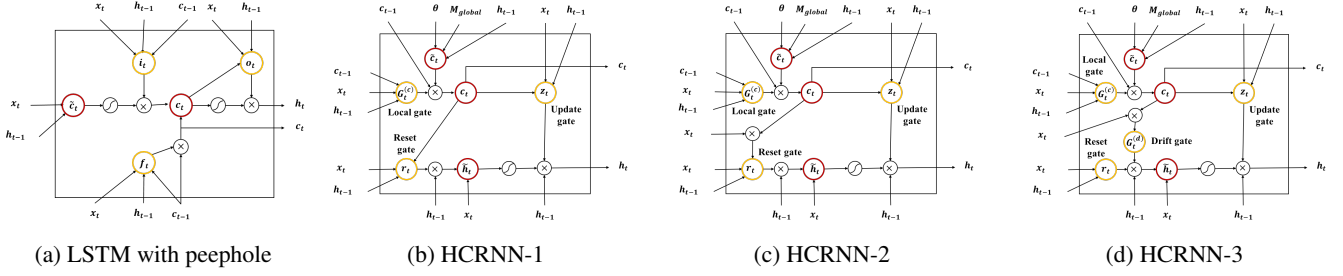 x_t h_{t-1} c_{t-1} x_t h_{t-1}
i_t o_t
x_t c̃_t × c_t × h_t
h_{t-1}
c_t
×
f_t
x_t h_{t-1} c_{t-1}
(a) LSTM with peephole
c_{t-1} θ M_{global} h_{t-1} x_t h_{t-1}
c̃_t
c_t
c_{t-1}
x_t G_t^{(c)} × c_t z_t
h_{t-1} Local gate Update
gate
Reset
gate
x_t r_t × h̃_t × h_t
h_{t-1}
h_{t-1} x_t h_{t-1}
(b) HCRNN-1
c_{t-1} θ M_{global} h_{t-1} x_t h_{t-1}
c̃_t
c_t
c_{t-1}
x_t G_t^{(c)} × c_t z_t
h_{t-1} Local gate Update
gate
x_t ×
Reset gate
x_t r_t × h̃_t × h_t
h_{t-1}
h_{t-1} x_t h_{t-1}
(c) HCRNN-2
c_{t-1} θ M_{global} h_{t-1} x_t h_{t-1}
Local
gate
c̃_t
c_t
c_{t-1}
x_t G_t^{(c)} × c_t z_t
h_{t-1} Update
gate
x_t ×
Reset
gate
G_t^{(d)} Drift gate
x_t r_t × h̃_t × h_t
h_{t-1}
h_{t-1} x_t h_{t-1}
(d) HCRNN-3